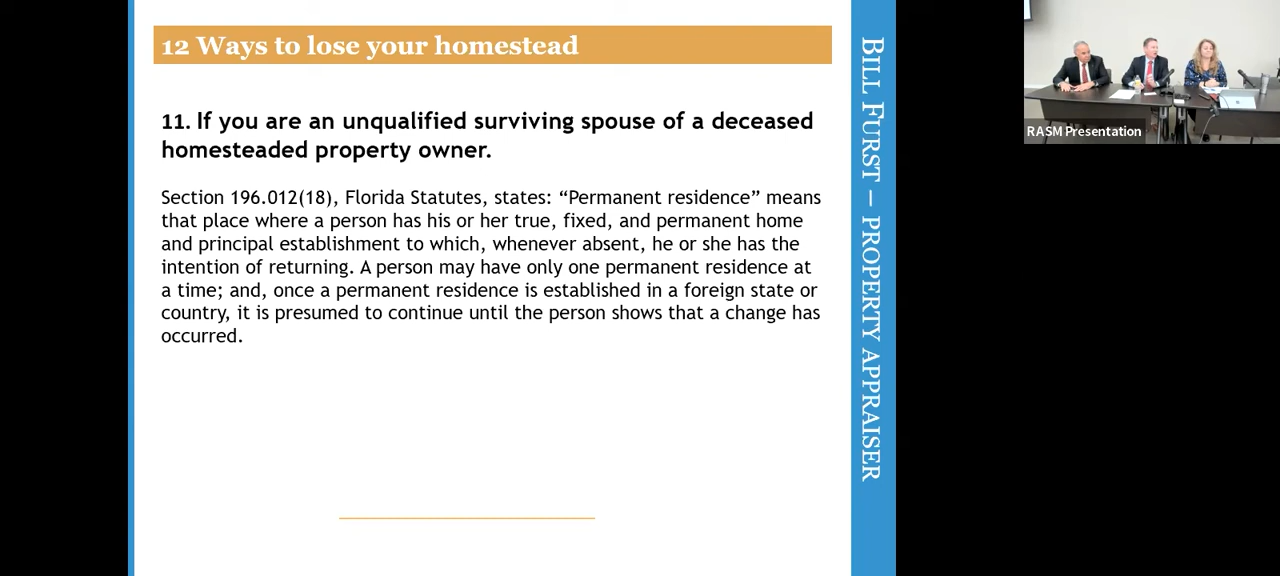 12 Ways to lose your homestead
11. If you are an unqualified surviving spouse of a deceased
homesteaded property owner.
Section 196.012(18), Florida Statutes, states: “Permanent residence” means
that place where a person has his or her true, fixed, and permanent home
and principal establishment to which, whenever absent, he or she has the
intention of returning. A person may have only one permanent residence at
a time; and, once a permanent residence is established in a foreign state or
country, it is presumed to continue until the person shows that a change has
occurred.
BILL FURST – PROPERTY APPRAISER
RASM Presentation